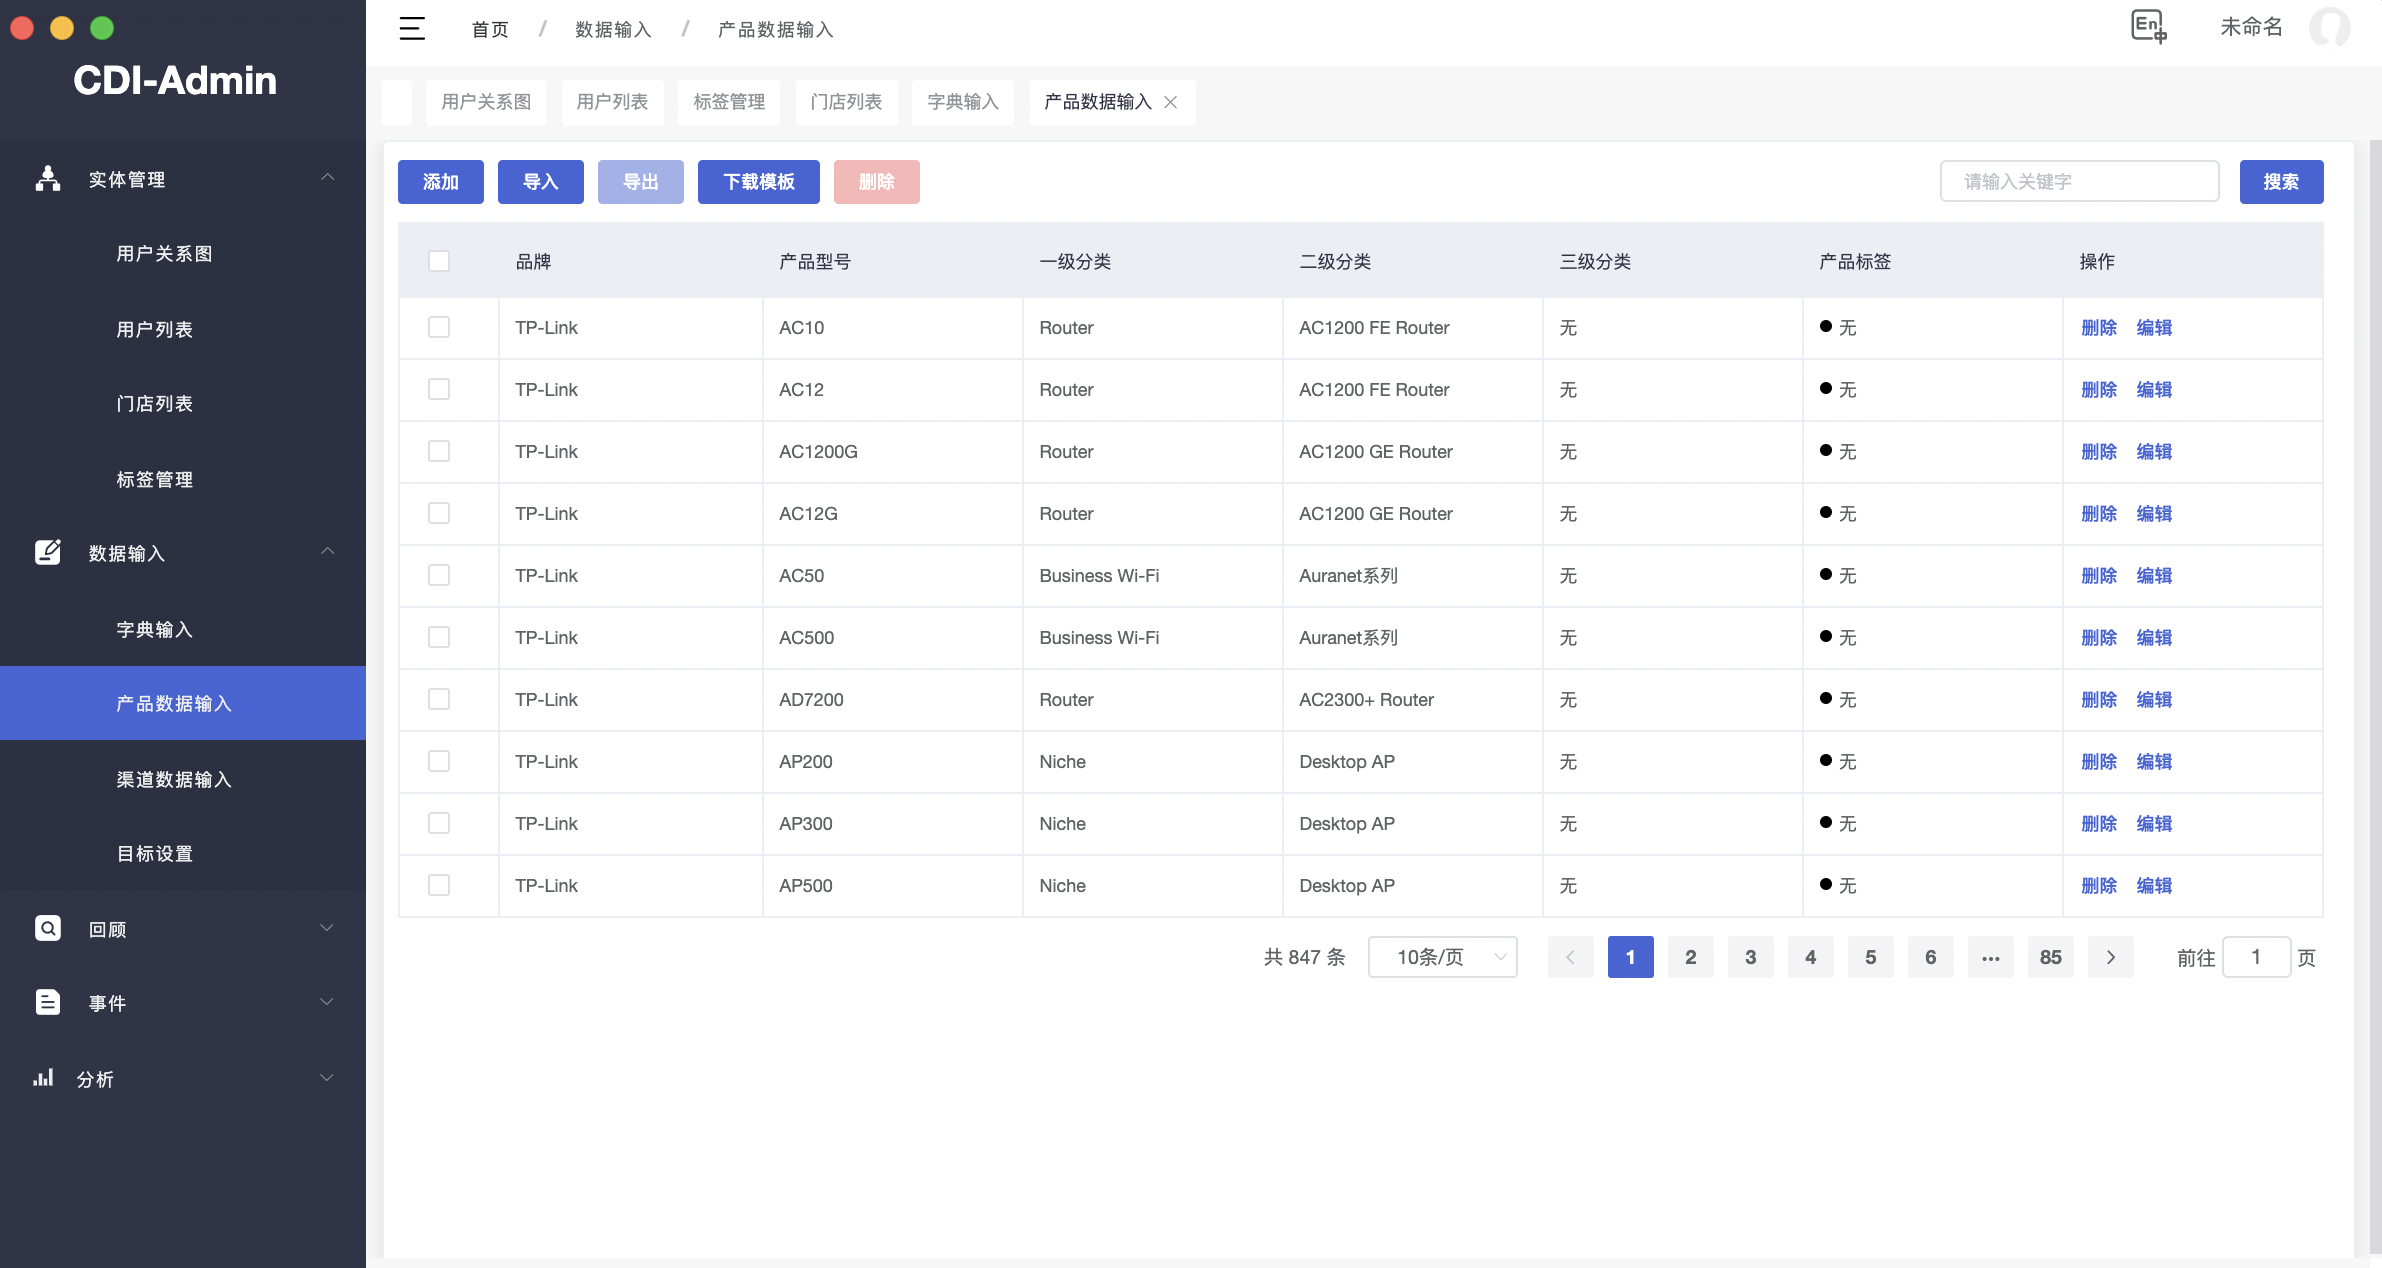 CDI-Admin
实体管理
用户关系图
用户列表
门店列表
标签管理
数据输入
字典输入
产品数据输入
渠道数据输入
目标设置
回顾
事件
分析
首页 / 数据输入 / 产品数据输入
En 中 未命名
用户关系图 用户列表 标签管理 门店列表 字典输入 产品数据输入
添加 导入 导出 下载模板 删除 请输入关键字 搜索
品牌 产品型号 一级分类 二级分类 三级分类 产品标签 操作
TP-Link AC10 Router AC1200 FE Router 无 无 删除 编辑
TP-Link AC12 Router AC1200 FE Router 无 无 删除 编辑
TP-Link AC1200G Router AC1200 GE Router 无 无 删除 编辑
TP-Link AC12G Router AC1200 GE Router 无 无 删除 编辑
TP-Link AC50 Business Wi-Fi Auranet系列 无 无 删除 编辑
TP-Link AC500 Business Wi-Fi Auranet系列 无 无 删除 编辑
TP-Link AD7200 Router AC2300+ Router 无 无 删除 编辑
TP-Link AP200 Niche Desktop AP 无 无 删除 编辑
TP-Link AP300 Niche Desktop AP 无 无 删除 编辑
TP-Link AP500 Niche Desktop AP 无 无 删除 编辑
共 847 条 10条/页 1 2 3 4 5 6 ... 85 前往 1 页